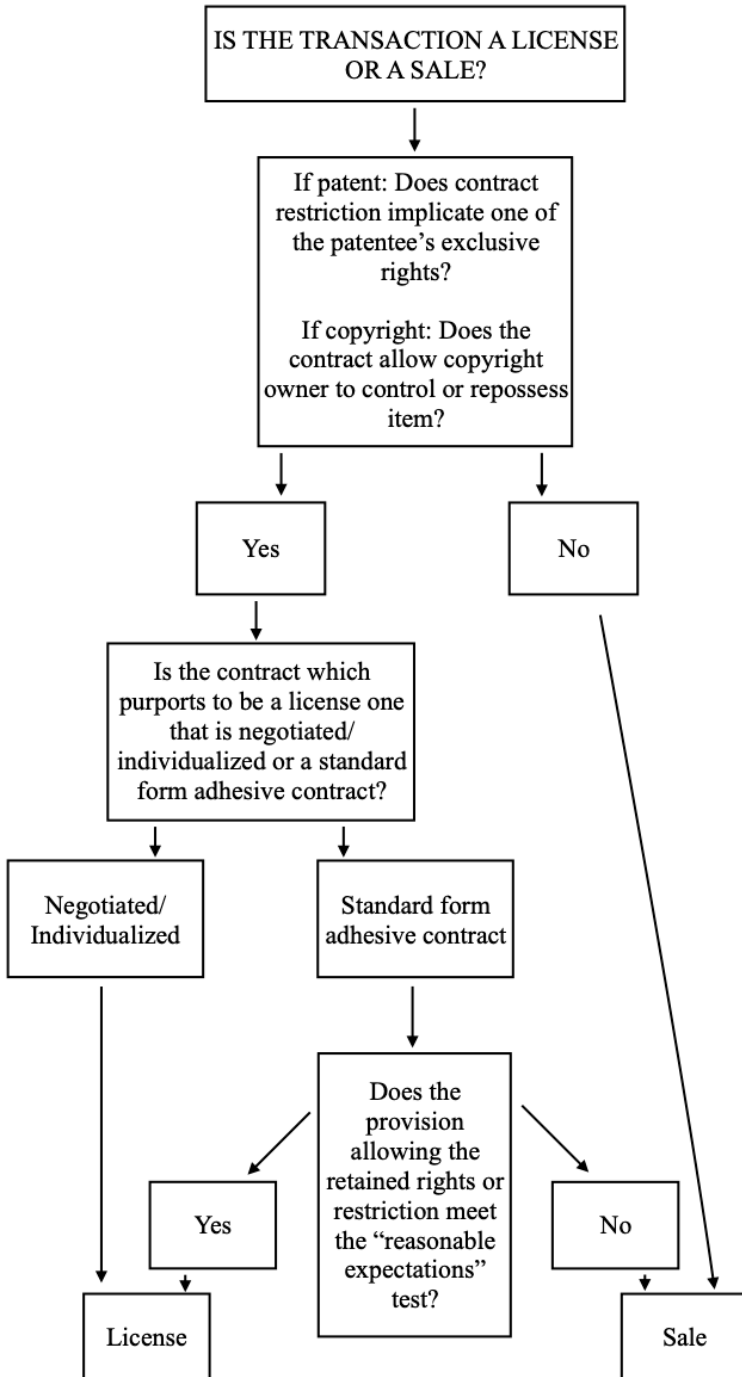 IS THE TRANSACTION A LICENSE
OR A SALE?
If patent: Does contract
restriction implicate one of
the patentee’s exclusive
rights?
If copyright: Does the
contract allow copyright
owner to control or repossess
item?
Yes
No
Is the contract which
purports to be a license one
that is negotiated/
individualized or a standard
form adhesive contract?
Negotiated/
Individualized
Standard form
adhesive contract
Does the
provision
allowing the
retained rights or
restriction meet
the “reasonable
expectations”
test?
Yes
No
License
Sale